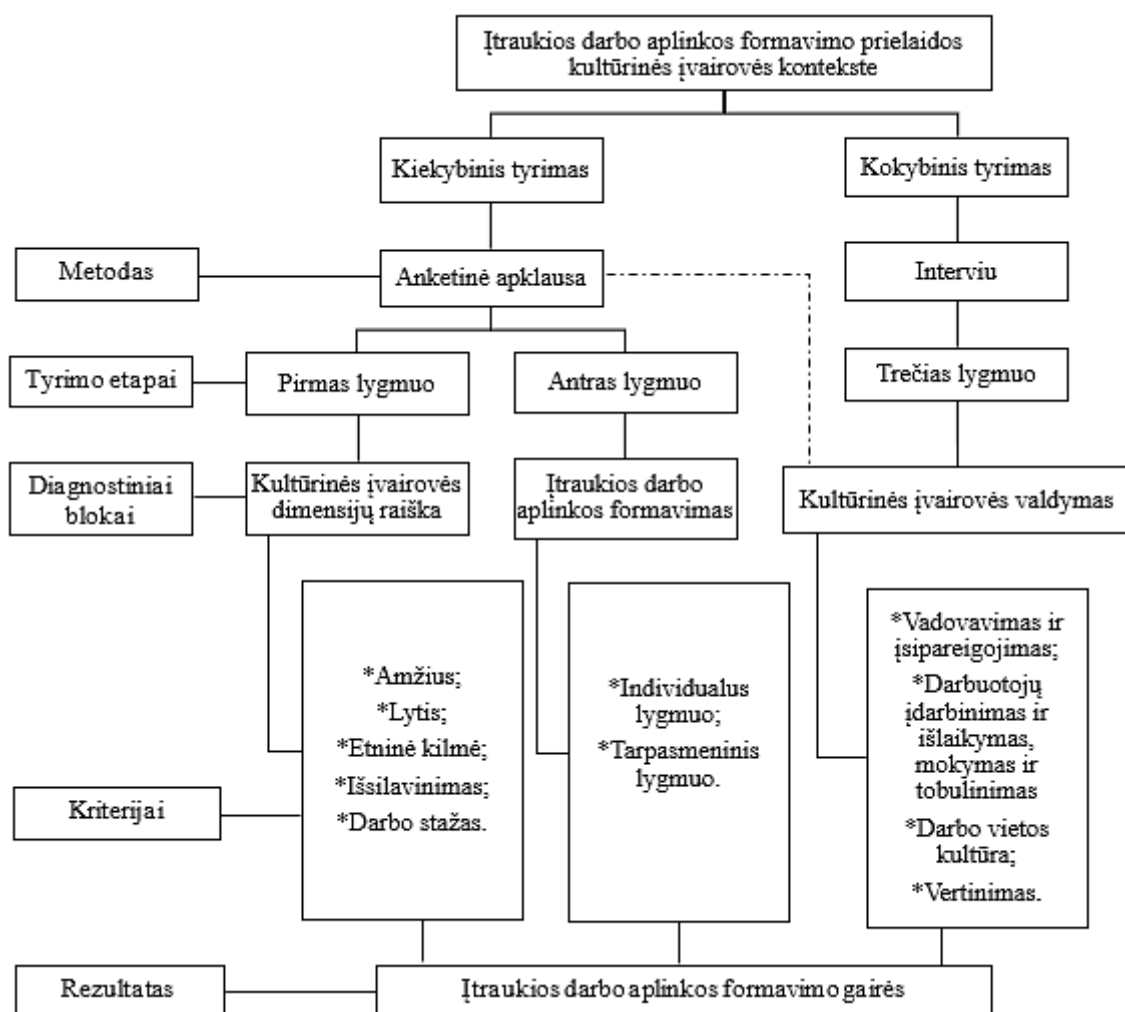 Įtraukios darbo aplinkos formavimo prielaidos
kultūrinės įvairovės kontekste
Kiekybinis tyrimas
Kokybinis tyrimas
Metodas
Anketinė apklausa
Interviu
Tyrimo etapai
Pirmas lygmuo
Antras lygmuo
Trečias lygmuo
Diagnostiniai
blokai
Kultūrinės įvairovės
dimensijų raiška
Įtraukios darbo
aplinkos formavimas
Kultūrinės įvairovės valdymas
Kriterijai
*Amžius;
*Lytis;
*Etninė kilmė;
*Išsilavinimas;
*Darbo stažas.
*Individualus
lygmuo;
*Tarpasmeninis
lygmuo.
*Vadovavimas ir
įsipareigojimas;
*Darbuotojų
įdarbinimas ir
išlaikymas,
mokymas ir
tobulinimas
*Darbo vietos
kultūra;
*Vertinimas.
Rezultatas
Įtraukios darbo aplinkos formavimo gairės